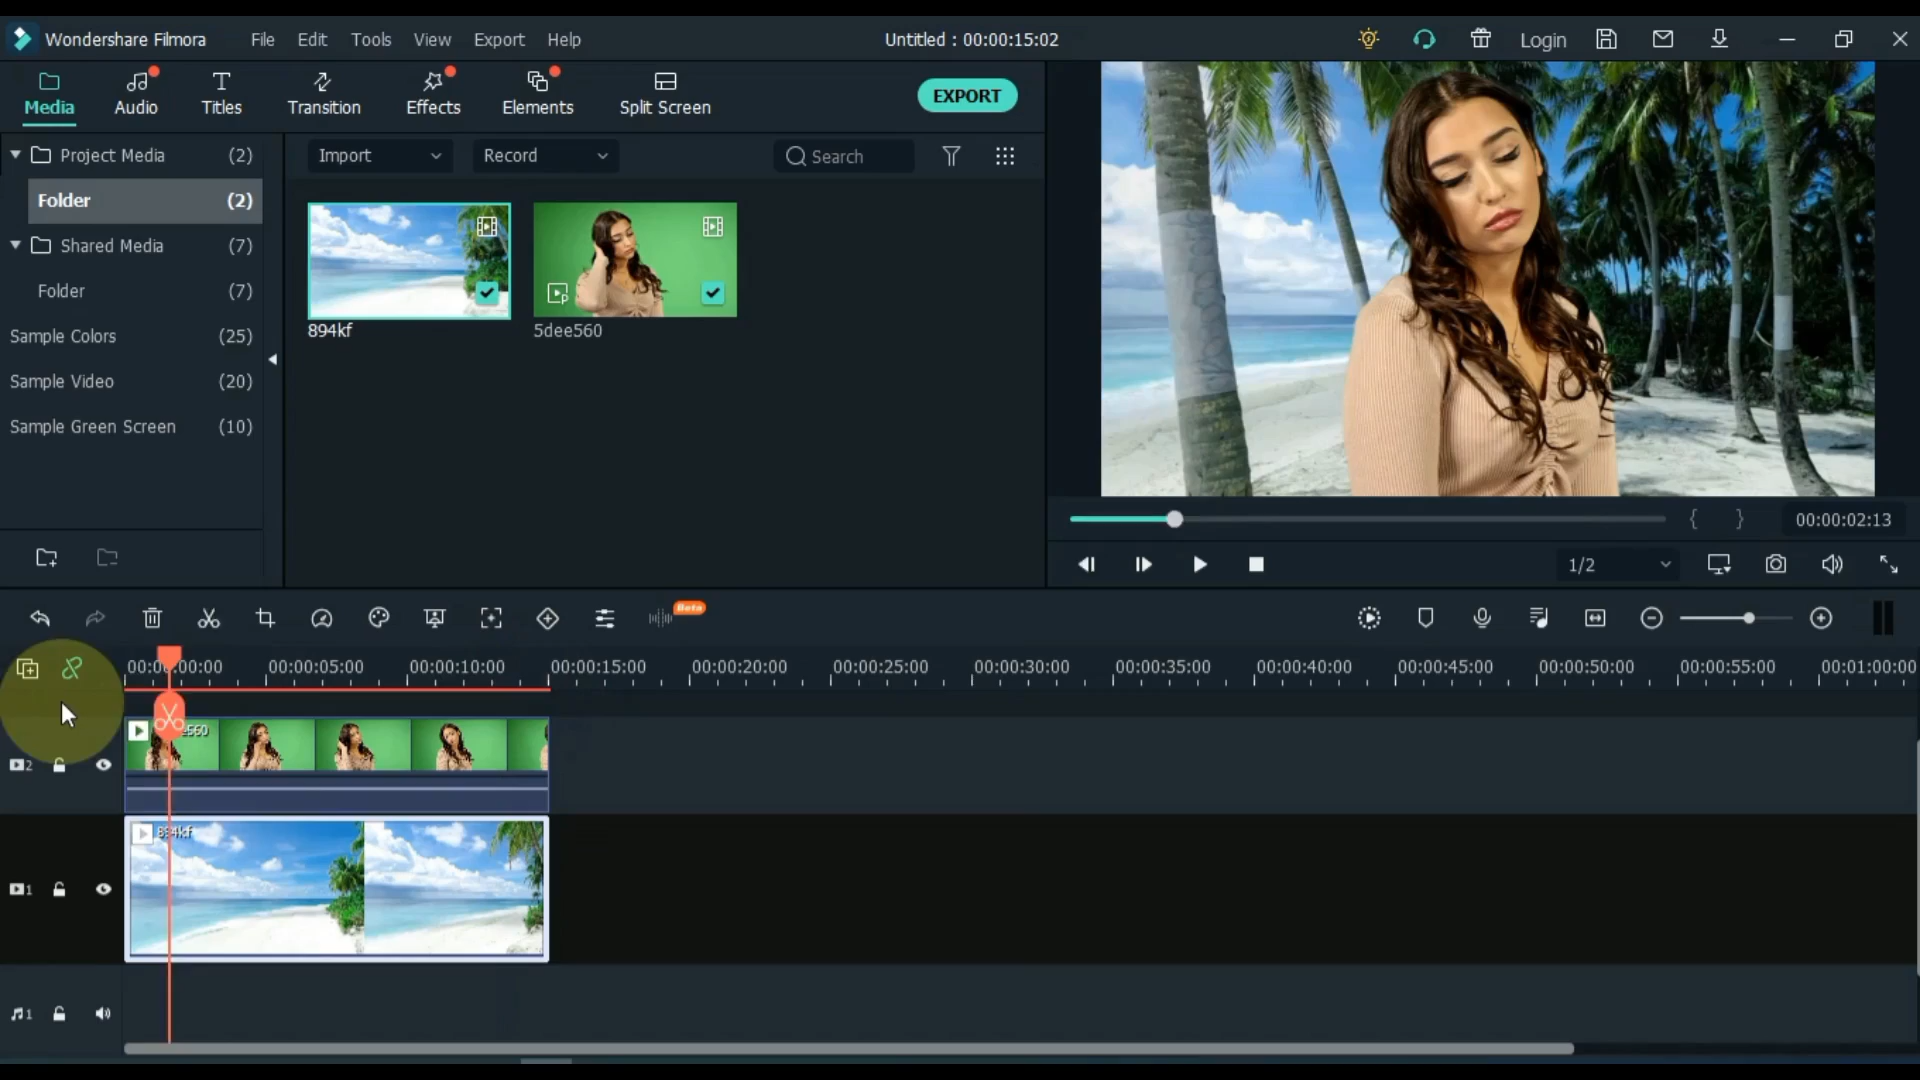 Wondershare Filmora File Edit Tools View Export Help Untitled : 00:00:15:02 Login
Media Audio Titles Transition Effects Elements Split Screen EXPORT
Project Media (2) Import Record Search
Folder (2)
Shared Media (7)
Folder (7)
Sample Colors (25)
Sample Video (20)
Sample Green Screen (10)
894kf 5dee560
{ } 00:00:02:13
1/2
Beta
00:00:05:00 00:00:10:00 00:00:15:00 00:00:20:00 00:00:25:00 00:00:30:00 00:00:35:00 00:00:40:00 00:00:45:00 00:00:50:00 00:00:55:00 00:01:00:00
2
1
1